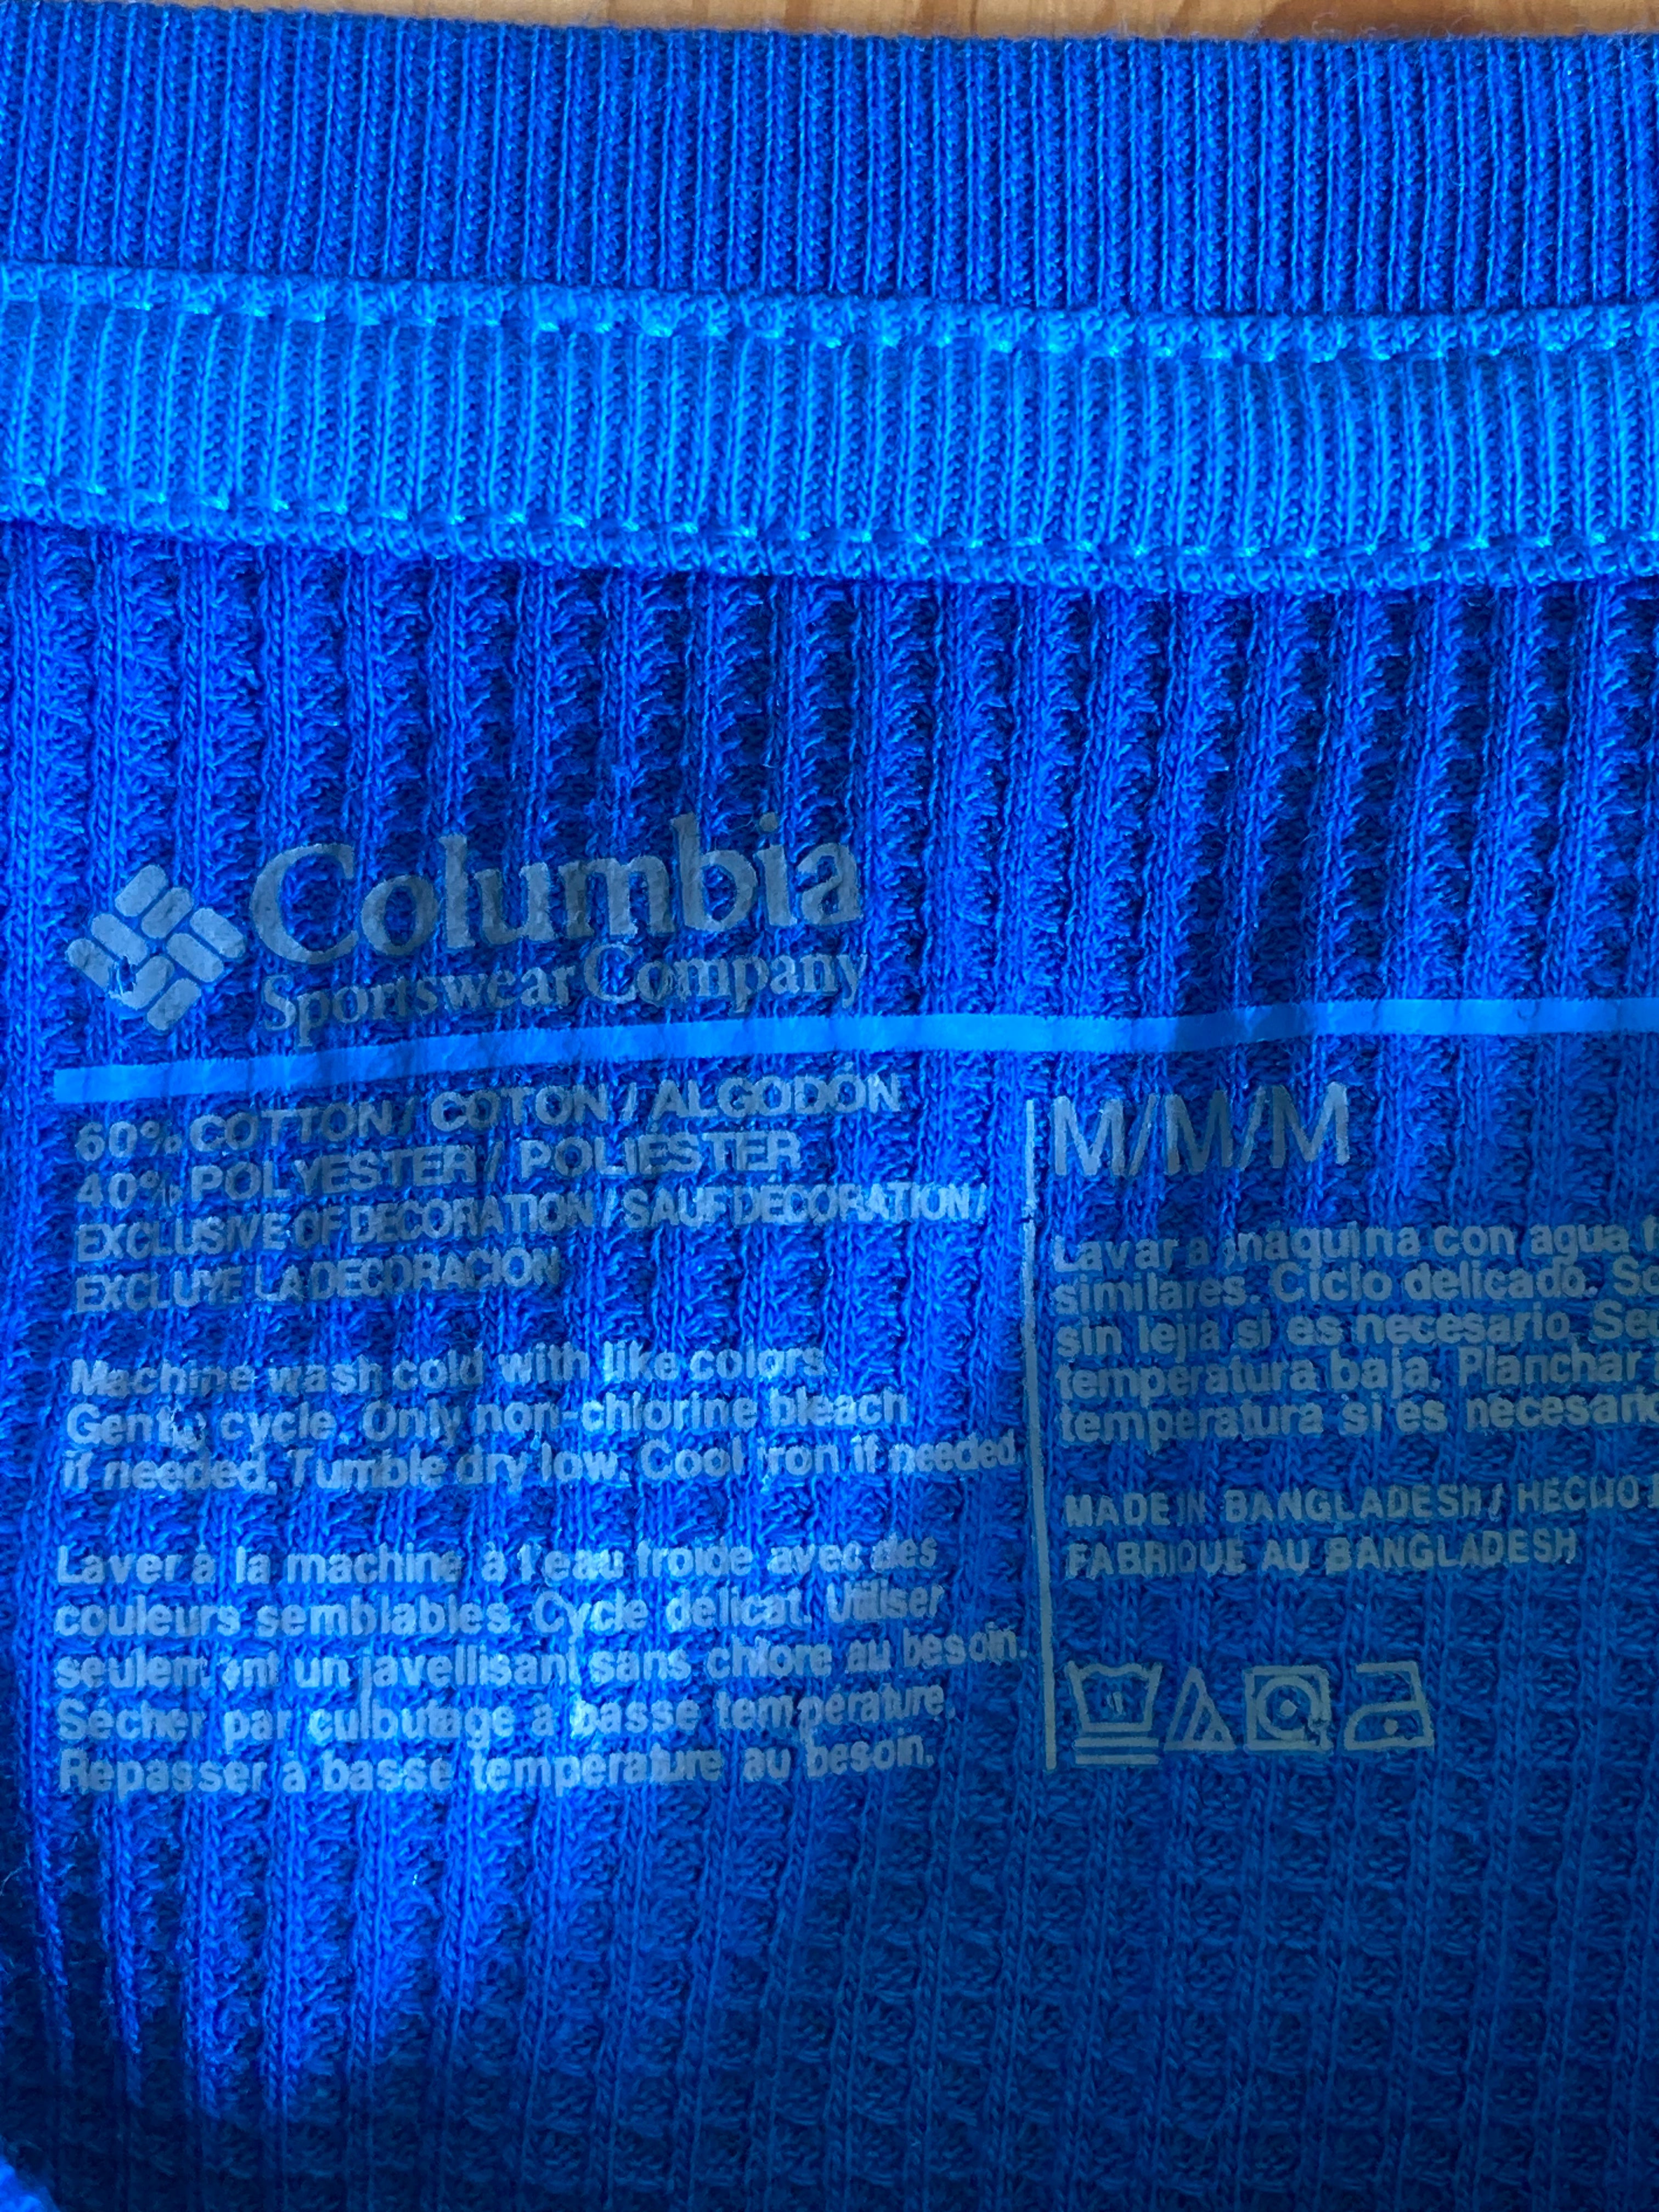 Columbia
Sportswear Company
60% COTTON / COTON / ALGODÓN
40% POLYESTER / POLIESTER
EXCLUSIVE OF DECORATION / SAUF DÉCORATION /
EXCLUYE LA DECORACIÓN
Machine wash cold with like colors.
Gentle cycle. Only non-chlorine bleach
if needed. Tumble dry low. Cool iron if needed.
Laver à la machine à l'eau froide avec des
couleurs semblables. Cycle délicat. Utiliser
seulement un javellisant sans chlore au besoin.
Sécher par culbutage à basse température.
Repasser à basse température au besoin.
M/M/M
Lavar a máquina con agua
similares. Ciclo delicado.
sin lejía si es necesario.
temperatura baja. Planchar
temperatura si es
MADE IN BANGLADESH / HECHO
FABRIQUÉ AU BANGLADESH